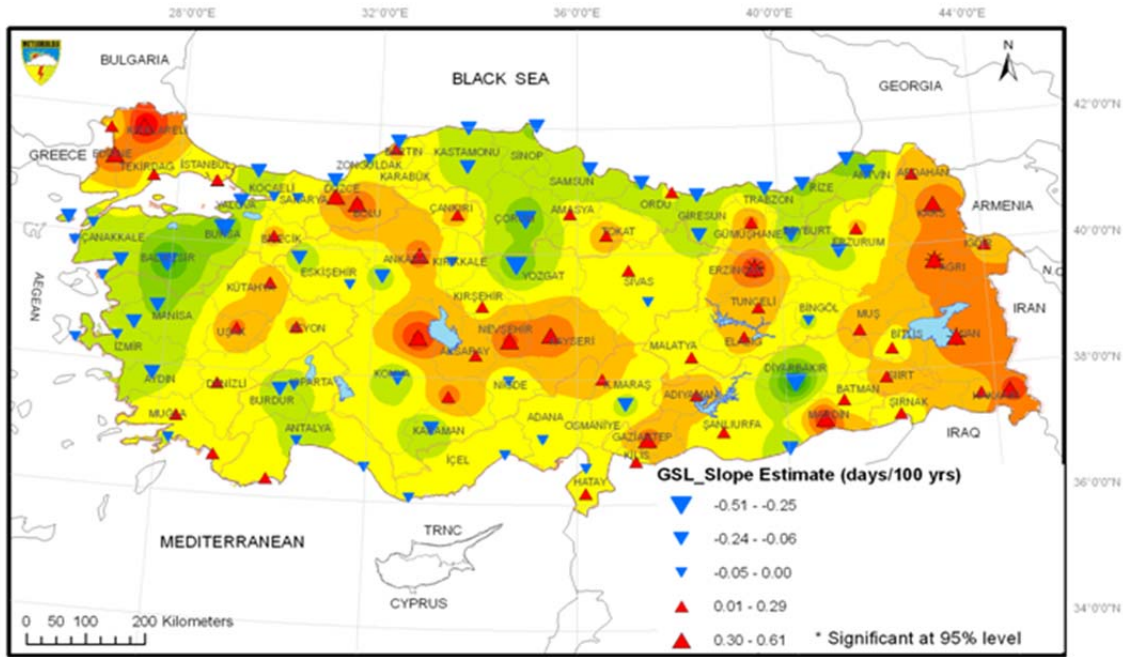 28°0'0"E 32°0'0"E 36°0'0"E 40°0'0"E 44°0'0"E
BULGARIA
BLACK SEA
N
GEORGIA
42°0'0"N
GREECE
TEKİRDAĞ İSTANBUL
ZONGULDAK
KASTAMONU
SİNOP
KARABÜK
KOCAELİ
SAKARYA
DÜZCE
YALOVA
BOLU
ÇANKIRI
SAMSUN
AMASYA
ORDU
GİRESUN
TRABZON
RİZE
ARTVİN
ARDAHAN
KARS
ARMENIA
40°0'0"N
ÇANAKKALE
BURSA
BİLECİK
ESKİŞEHİR
ANKARA
KIRIKKALE
YOZGAT
TOKAT
SİVAS
GÜMÜŞHANE
BAYBURT
ERZURUM
ERZİNCAN
IĞDIR
AĞRI
BALIKESİR
KÜTAHYA
AEGEAN
MANİSA
UŞAK
AFYON
KIRŞEHİR
NEVŞEHİR
KAYSERİ
AKSARAY
TUNCELİ
BİNGÖL
MUŞ
BİTLİS
VAN
IRAN
İZMİR
ELAZIĞ
MALATYA
38°0'0"N
AYDIN
DENİZLİ
ISPARTA
BURDUR
KONYA
NİĞDE
K.MARAŞ
ADIYAMAN
DİYARBAKIR
BATMAN
SİİRT
ŞIRNAK
HAKKARİ
MUĞLA
ANTALYA
KARAMAN
ADANA
OSMANİYE
GAZİANTEP
ŞANLIURFA
MARDİN
IRAQ
İÇEL
KİLİS
HATAY
36°0'0"N
GSL_Slope Estimate (days/100 yrs)
-0.51 - -0.25
-0.24 - -0.06
-0.05 - 0.00
0.01 - 0.29
0.30 - 0.61
* Significant at 95% level
MEDITERRANEAN
TRNC
CYPRUS
34°0'0"N
0 50 100 200 Kilometers